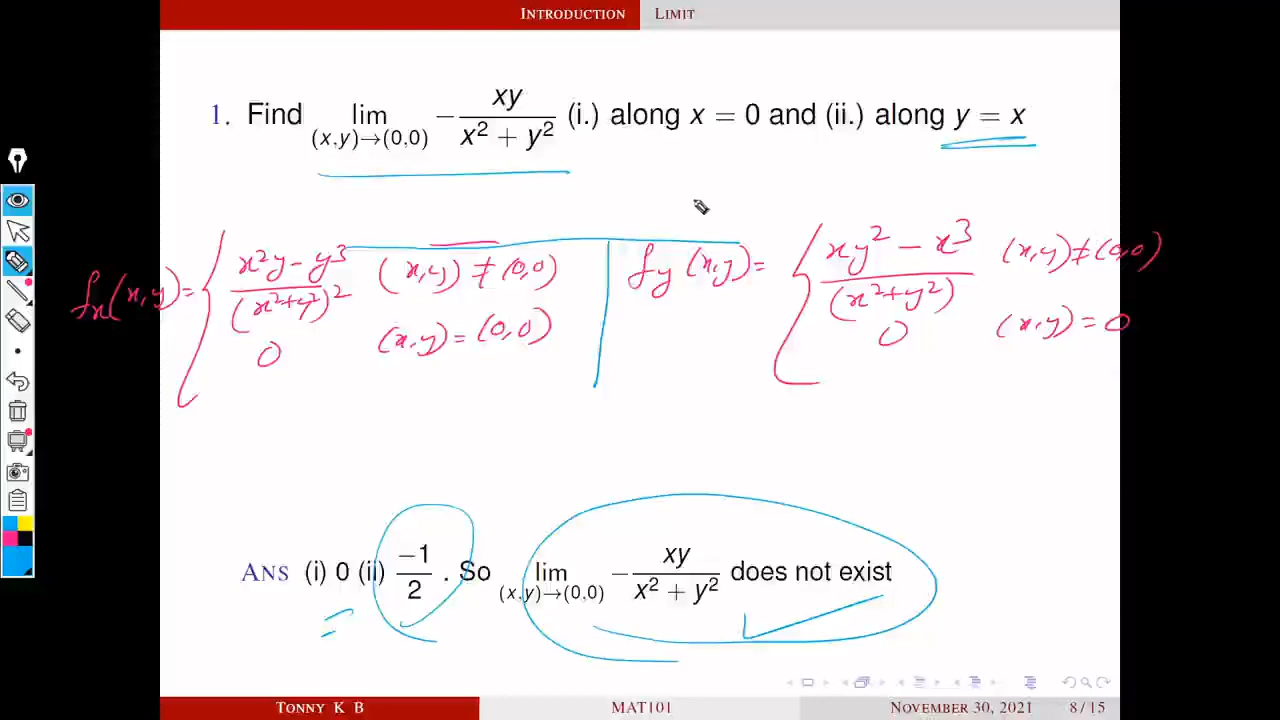 INTRODUCTION LIMIT
1. Find lim (x,y)→(0,0) − xy / x² + y² (i.) along x = 0 and (ii.) along y = x
fx(x,y) = { x²y − y³ / (x²+y²)² (x,y) ≠ (0,0)
0 (x,y) = (0,0)
fy(x,y) = { xy² − x³ / (x²+y²) (x,y) ≠ (0,0)
0 (x,y) = 0
ANS (i) 0 (ii) −1 / 2 . So lim (x,y)→(0,0) − xy / x² + y² does not exist
TONNY K B MAT101 NOVEMBER 30, 2021 8 / 15